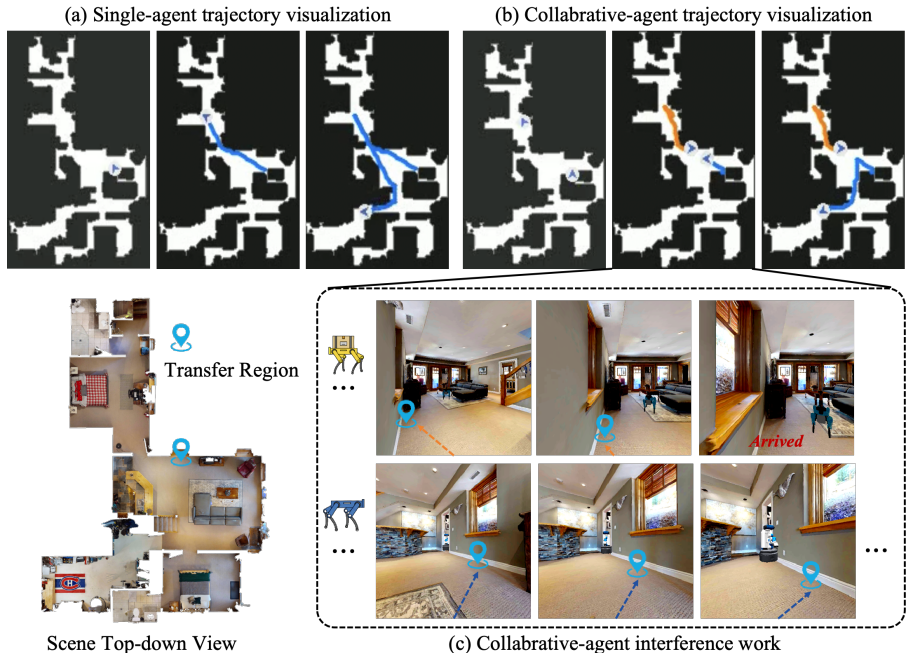 (a) Single-agent trajectory visualization
(b) Collabrative-agent trajectory visualization
Transfer Region
Arrived
Scene Top-down View
(c) Collabrative-agent interference work